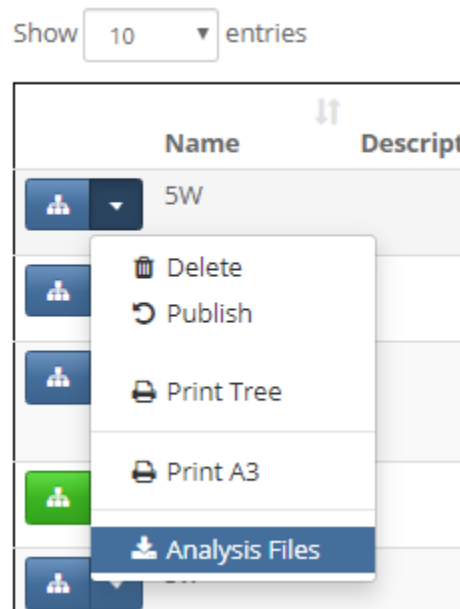 Show 10 entries
Name Descript
5W
Delete
Publish
Print Tree
Print A3
Analysis Files